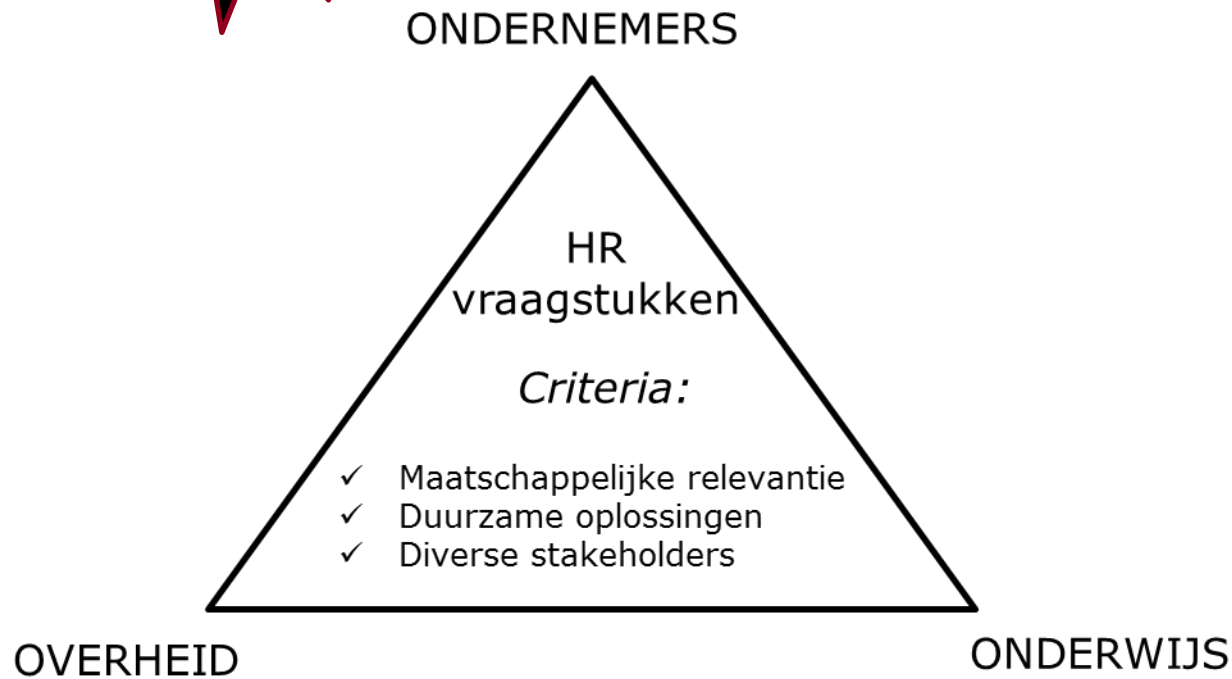 ONDERNEMERS
HR
vraagstukken
Criteria:
✓ Maatschappelijke relevantie
✓ Duurzame oplossingen
✓ Diverse stakeholders
OVERHEID
ONDERWIJS